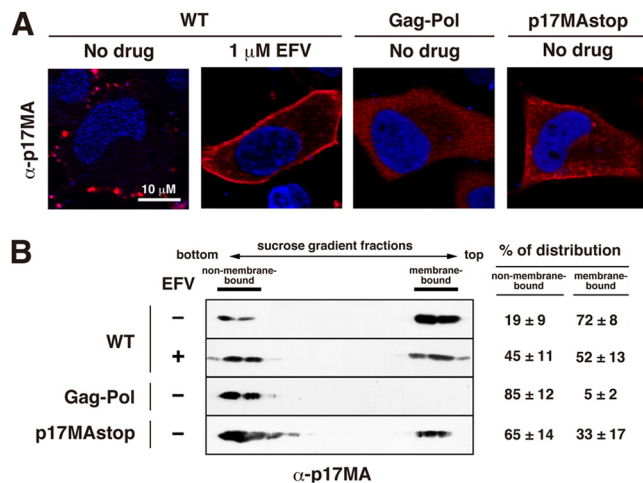 A
WT
Gag-Pol
p17MAstop
No drug
1 μM EFV
No drug
No drug
α-p17MA
10 μM
B
bottom
sucrose gradient fractions
top
% of distribution
EFV
non-membrane-bound
membrane-bound
non-membrane-bound
membrane-bound
WT
−
19 ± 9
72 ± 8
+
45 ± 11
52 ± 13
Gag-Pol
−
85 ± 12
5 ± 2
p17MAstop
−
65 ± 14
33 ± 17
α-p17MA